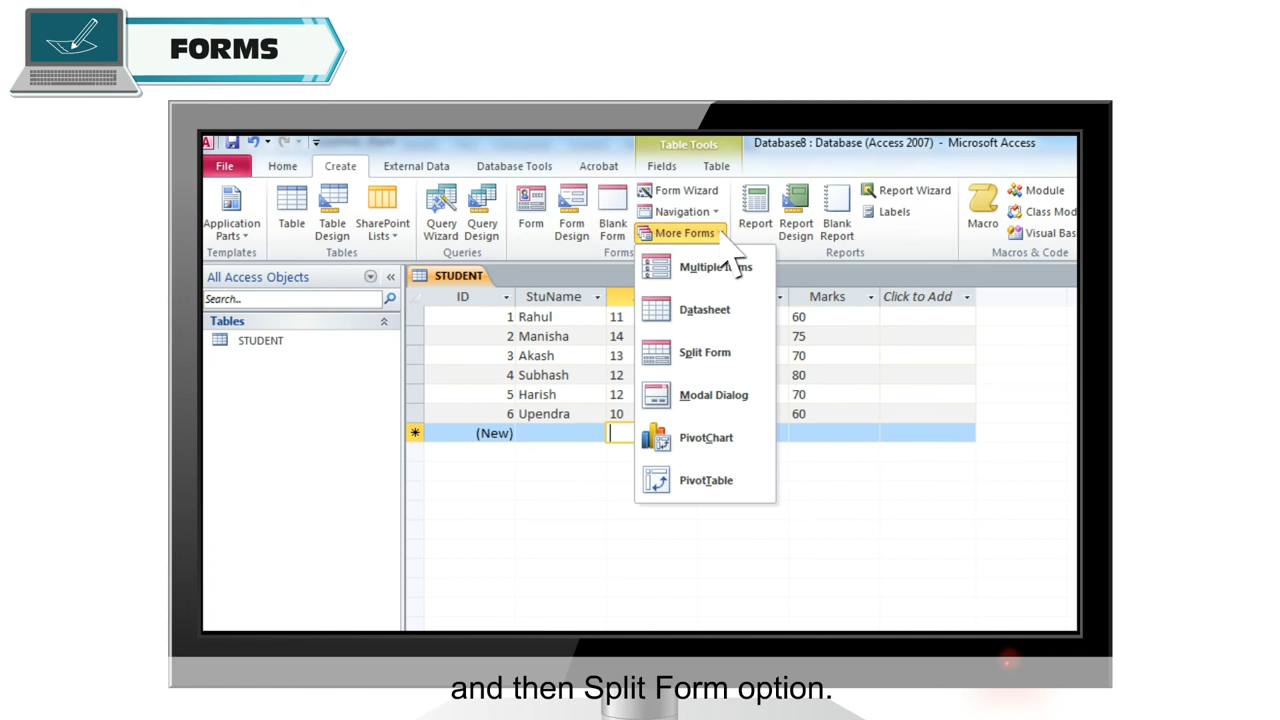 FORMS
Table Tools
Database8 : Database (Access 2007) - Microsoft Access
File Home Create External Data Database Tools Acrobat Fields Table
Application Parts
Templates
Table
Table Design
SharePoint Lists
Tables
Query Wizard
Query Design
Queries
Form
Form Design
Blank Form
Form Wizard
Navigation
More Forms
Forms
Report
Report Design
Blank Report
Report Wizard
Labels
Reports
Macro
Module
Class Mod
Visual Bas
Macros & Code
All Access Objects
Search...
Tables
STUDENT
STUDENT
ID StuName Marks Click to Add
1 Rahul 11 60
2 Manisha 14 75
3 Akash 13 70
4 Subhash 12 80
5 Harish 12 70
6 Upendra 10 60
(New)
Multiple
Datasheet
Split Form
Modal Dialog
PivotChart
PivotTable
and then Split Form option.